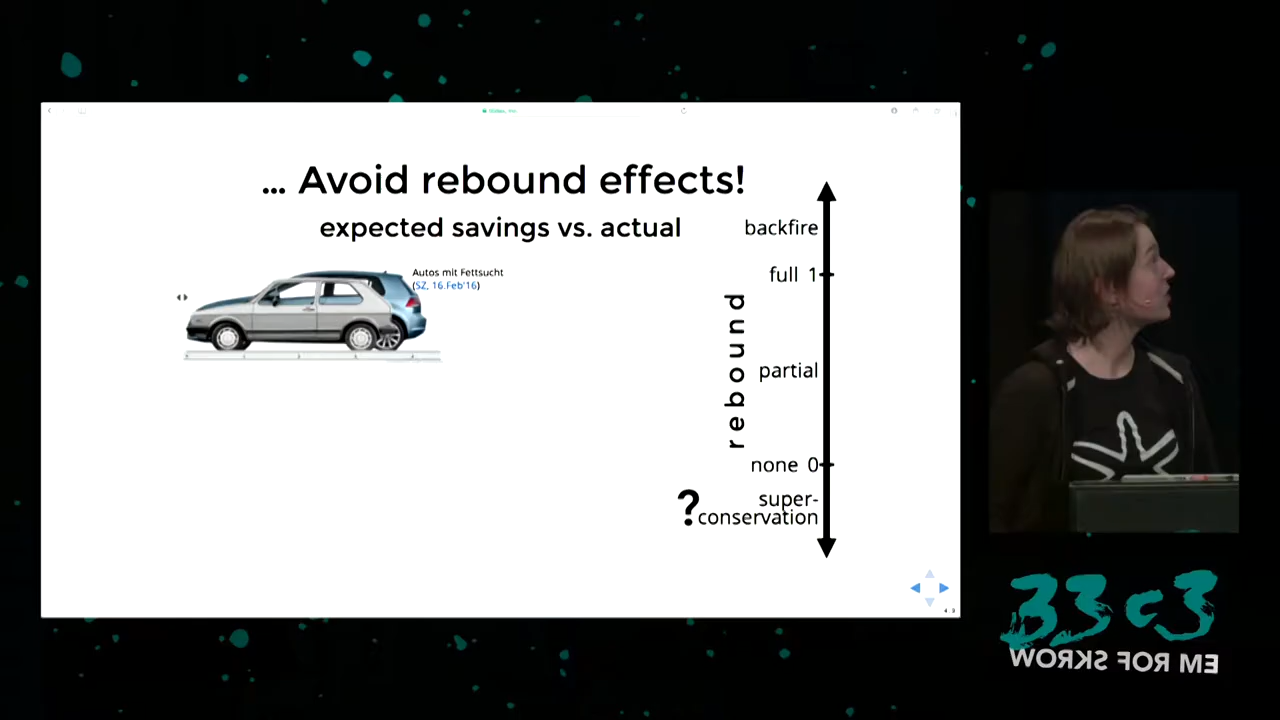 ... Avoid rebound effects!
expected savings vs. actual
Autos mit Fettsucht
(SZ, 16.Feb'16)
rebound
backfire
full 1
partial
none 0
?
super-
conservation
33c3
WORKS FOR ME